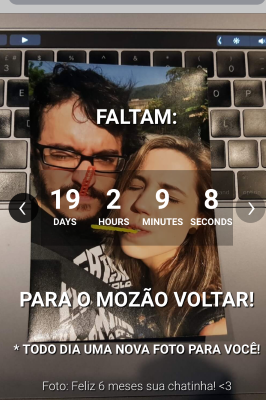 FALTAM:
19 2 9 8
DAYS HOURS MINUTES SECONDS
PARA O MOZÃO VOLTAR!
* TODO DIA UMA NOVA FOTO PARA VOCÊ!
Foto: Feliz 6 meses sua chatinha! <3